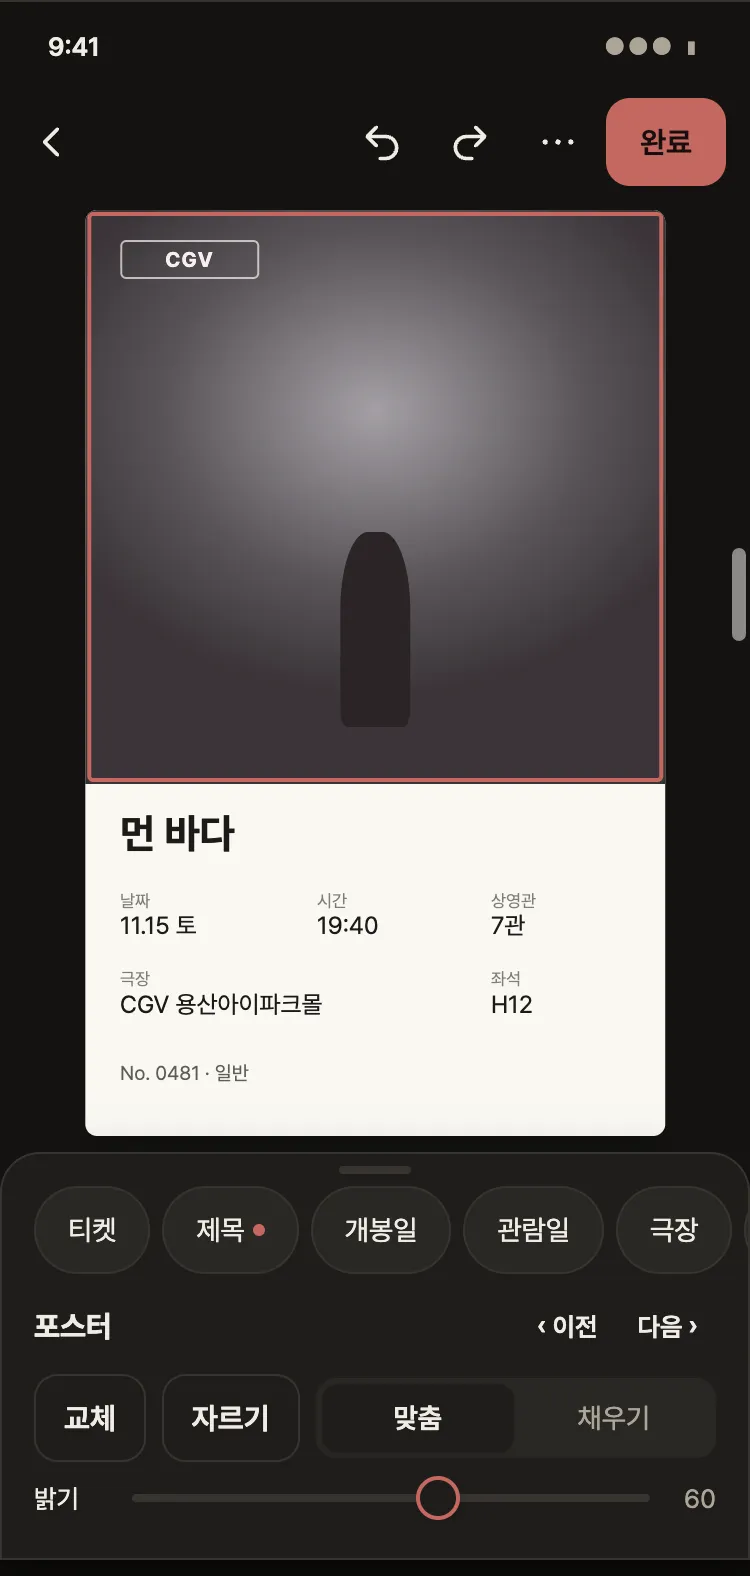 9:41
완료
CGV
먼 바다
날짜 시간 상영관
11.15 토 19:40 7관
극장 좌석
CGV 용산아이파크몰 H12
No. 0481 · 일반
티켓 제목 개봉일 관람일 극장
포스터 ‹ 이전 다음 ›
교체 자르기 맞춤 채우기
밝기 60